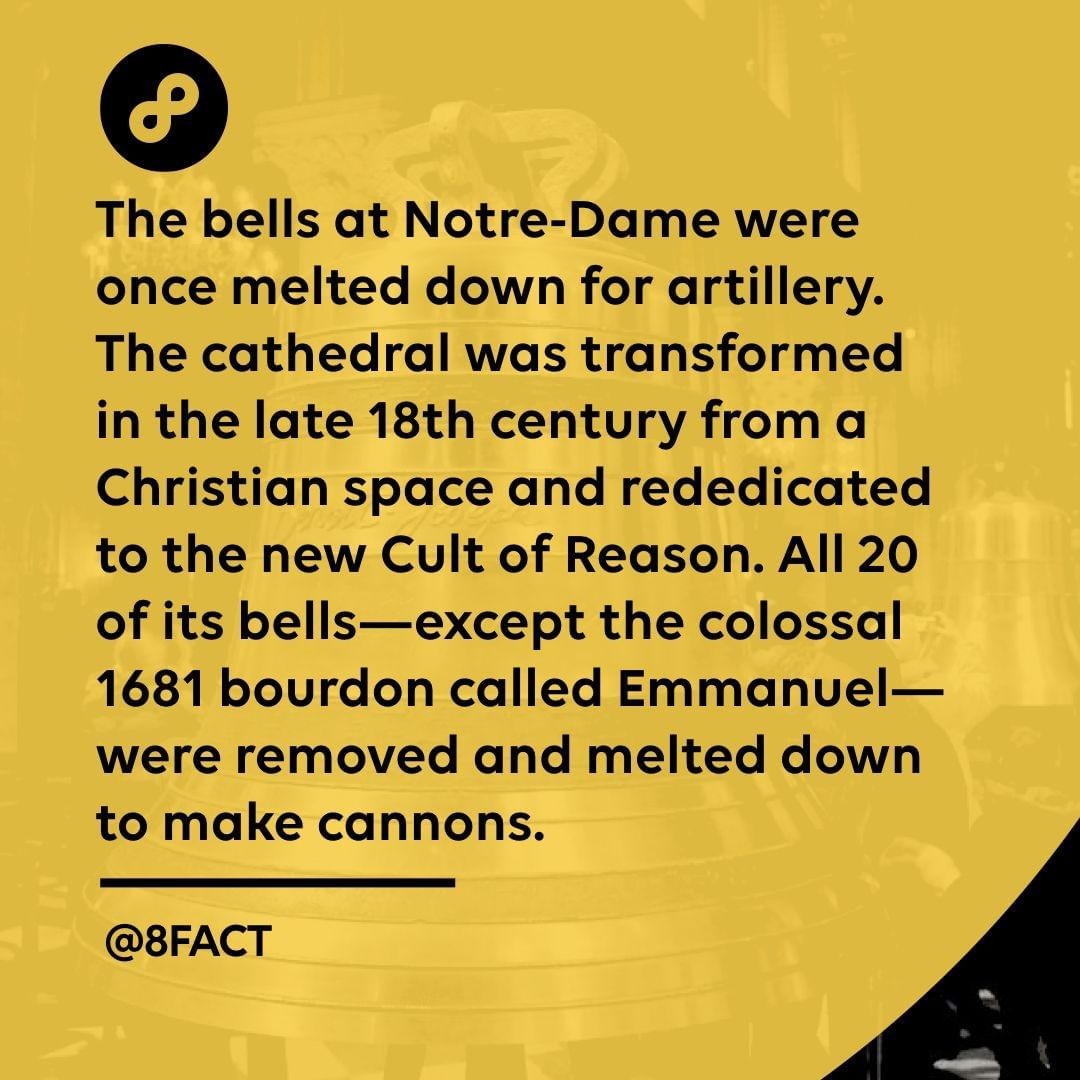 The bells at Notre-Dame were
once melted down for artillery.
The cathedral was transformed
in the late 18th century from a
Christian space and rededicated
to the new Cult of Reason. All 20
of its bells—except the colossal
1681 bourdon called Emmanuel—
were removed and melted down
to make cannons.
@8FACT